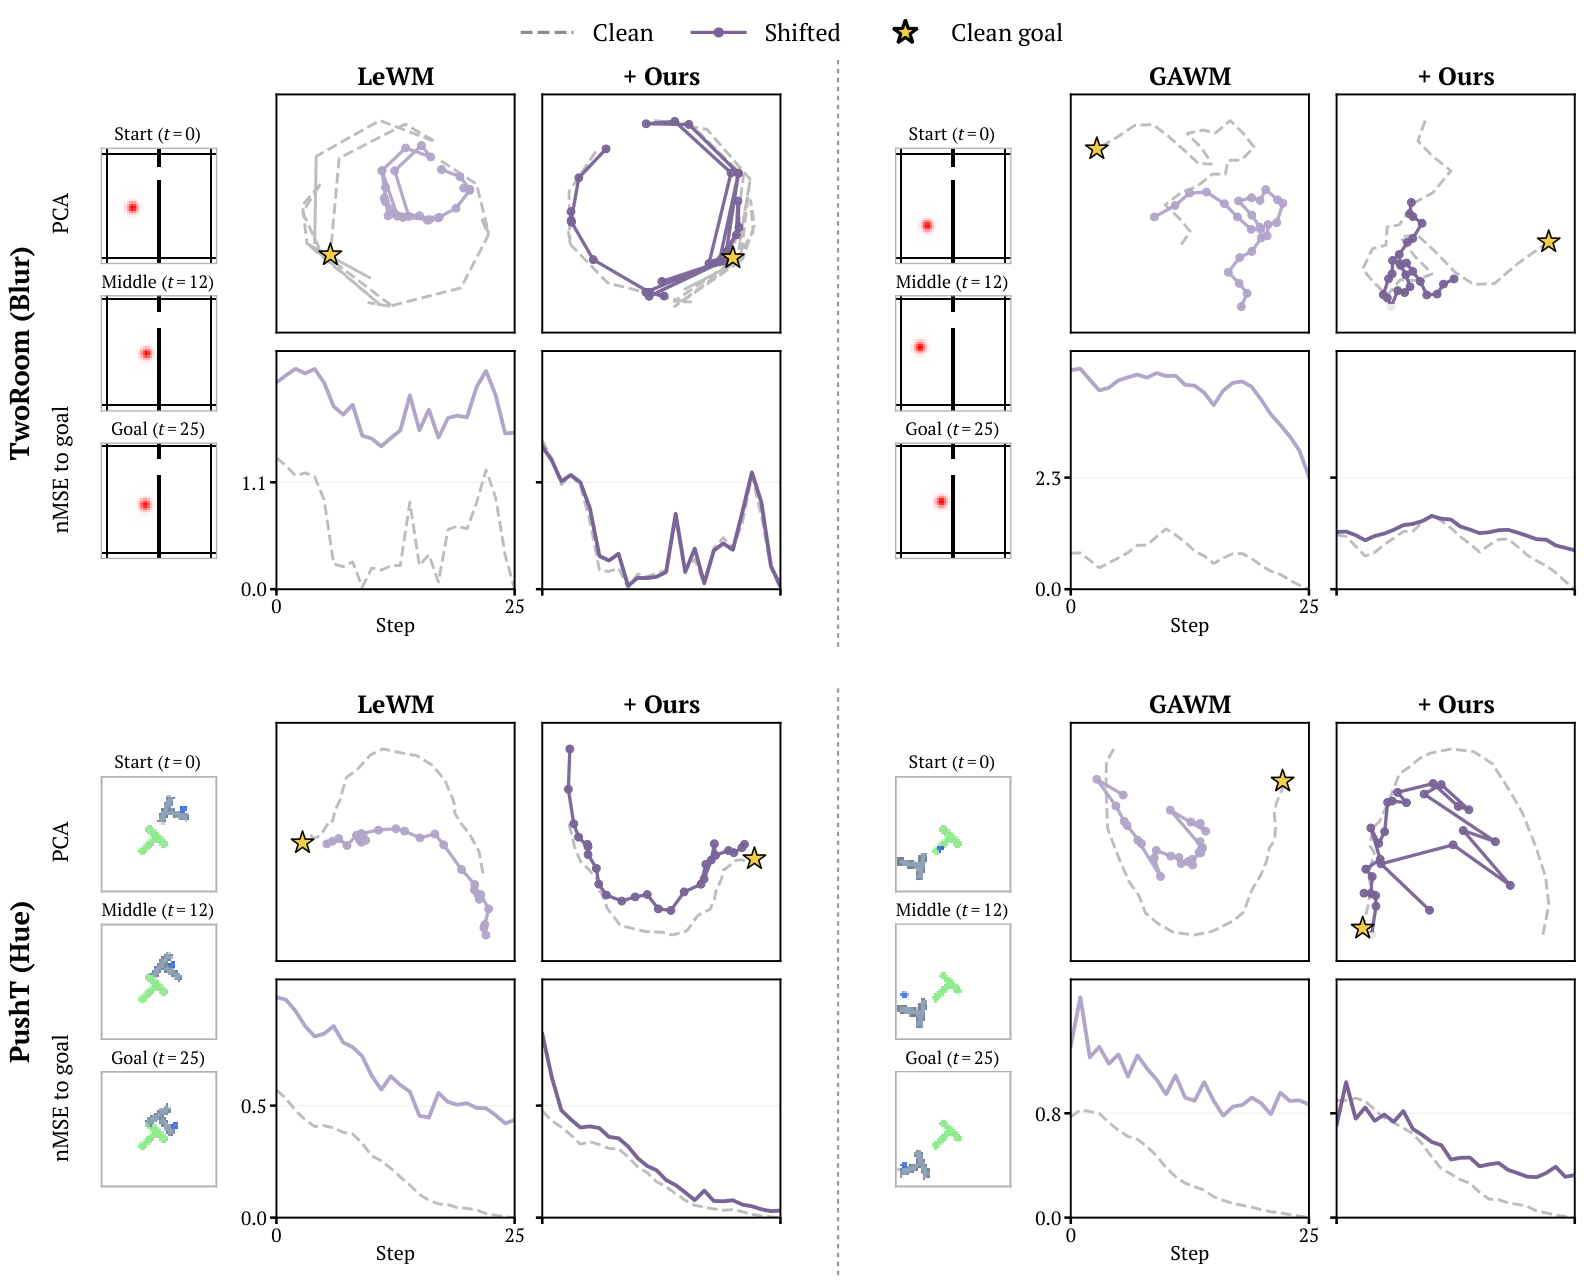 Clean Shifted Clean goal
TwoRoom (Blur)
PCA
nMSE to goal
Start (t=0)
Middle (t=12)
Goal (t=25)
LeWM
+ Ours
1.1
0.0
0 25
Step
Start (t=0)
Middle (t=12)
Goal (t=25)
GAWM
+ Ours
2.3
0.0
0 25
Step
PushT (Hue)
PCA
nMSE to goal
Start (t=0)
Middle (t=12)
Goal (t=25)
LeWM
+ Ours
0.5
0.0
0 25
Step
Start (t=0)
Middle (t=12)
Goal (t=25)
GAWM
+ Ours
0.8
0.0
0 25
Step